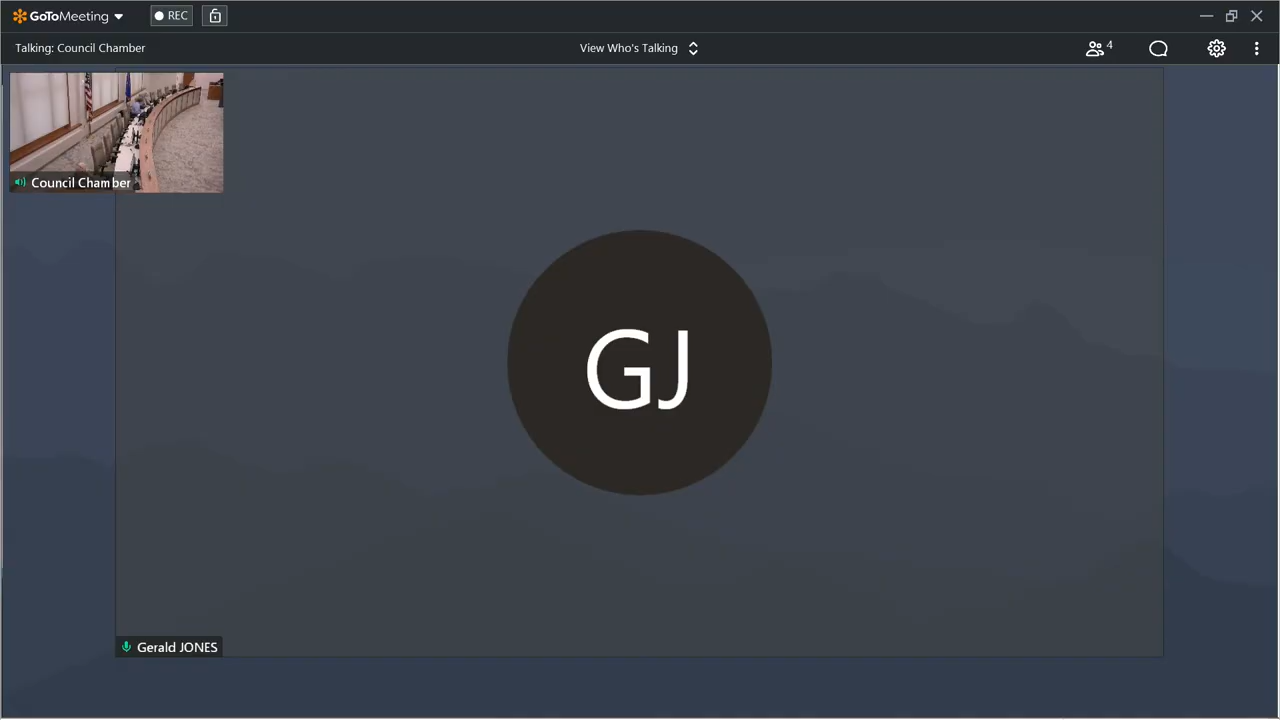 GoToMeeting
REC
Talking: Council Chamber
View Who's Talking
4
Council Chamber
GJ
Gerald JONES